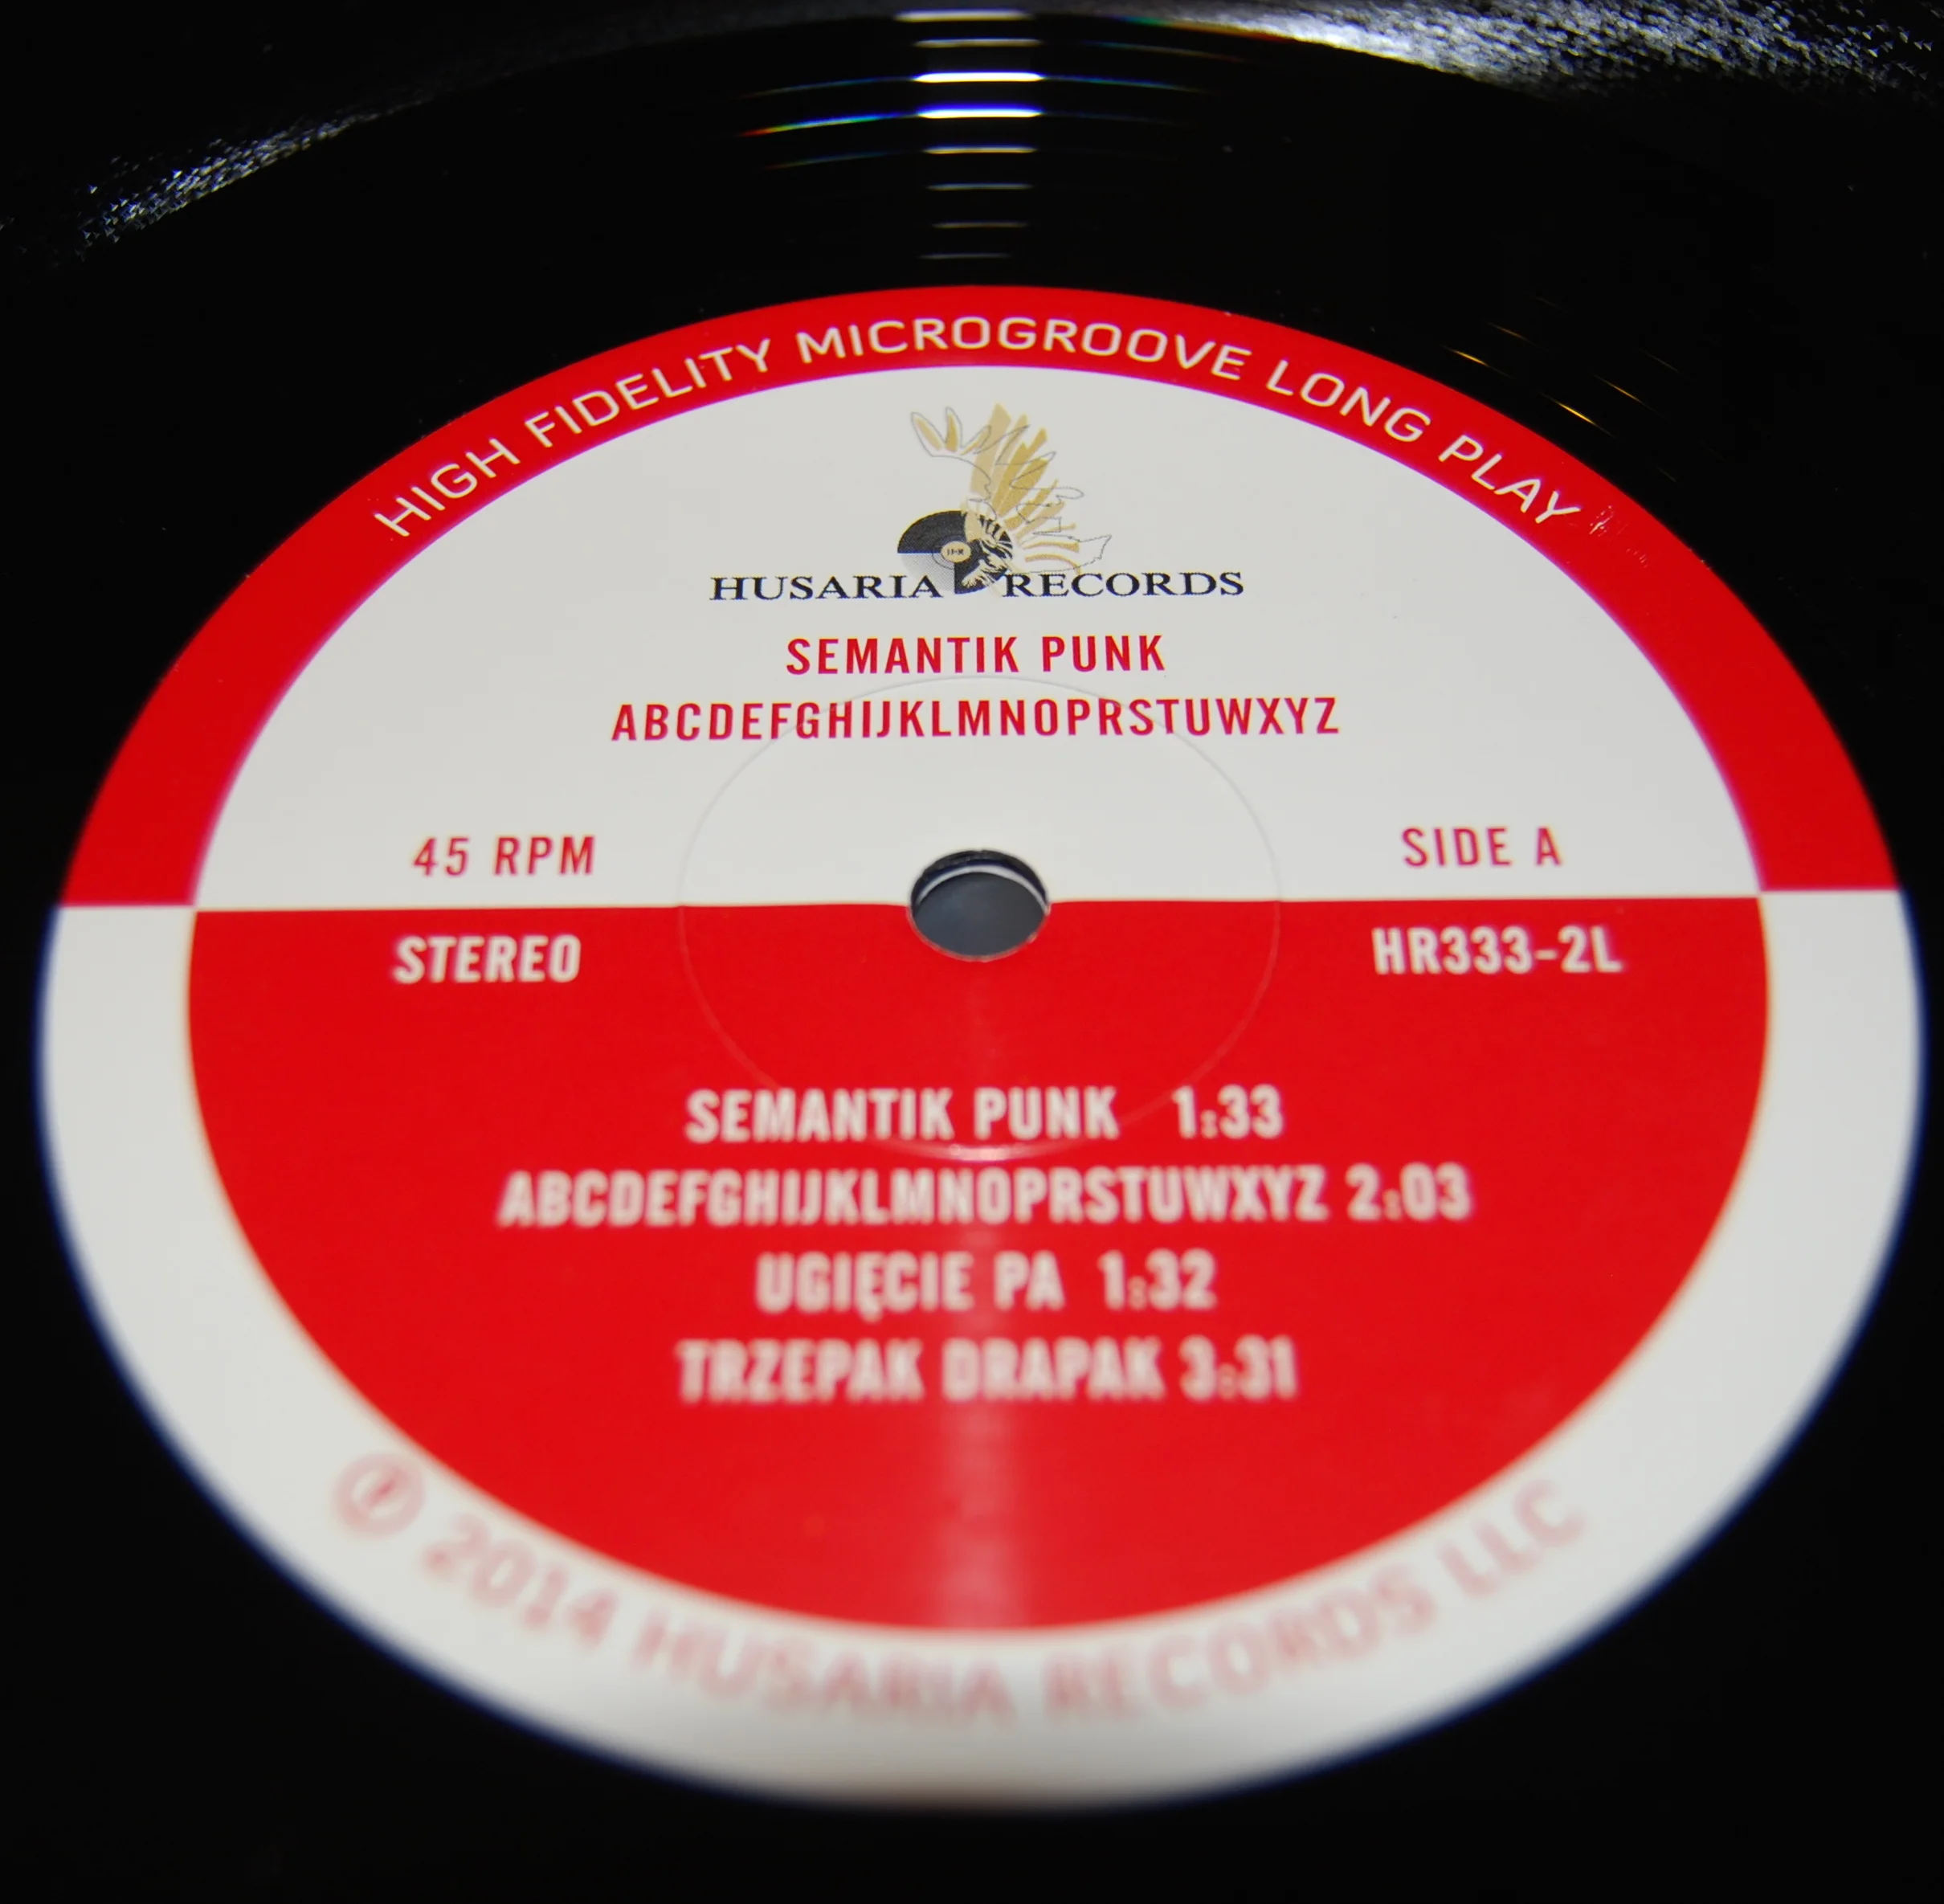 HIGH FIDELITY MICROGROOVE LONG PLAY
HUSARIA RECORDS
SEMANTIK PUNK
ABCDEFGHIJKLMNOPRSTUWXYZ
45 RPM
SIDE A
STEREO
HR333-2L
SEMANTIK PUNK 1:33
ABCDEFGHIJKLMNOPRSTUWXYZ 2:03
UGIĘCIE PA 1:32
TRZEPAK DRAPAK 3:31
℗ 2014 HUSARIA RECORDS LLC